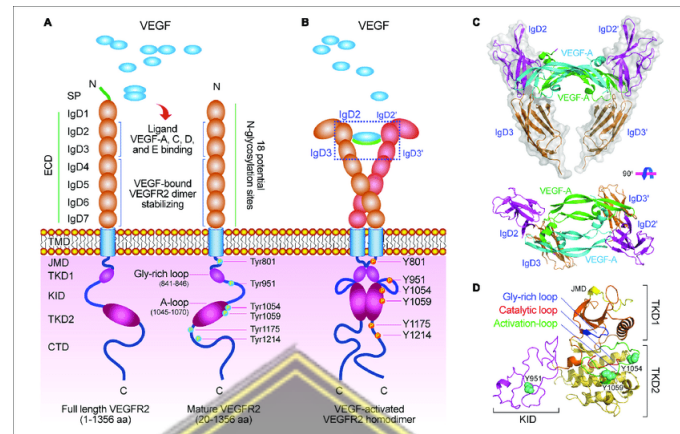 A
VEGF
N
N
SP
IgD1
IgD2
IgD3
IgD4
IgD5
IgD6
IgD7
ECD
Ligand
VEGF-A, C, D,
and E binding
VEGF-bound
VEGFR2 dimer
stabilizing
18 potential
N-glycosylation sites
TMD
JMD
TKD1
KID
TKD2
CTD
Gly-rich loop
(841-846)
A-loop
(1045-1070)
Tyr801
Tyr951
Tyr1054
Tyr1059
Tyr1175
Tyr1214
C
C
Full length VEGFR2
(1-1356 aa)
Mature VEGFR2
(20-1356 aa)
B
VEGF
IgD2
IgD2'
IgD3
IgD3'
Y801
Y951
Y1054
Y1059
Y1175
Y1214
C
C
VEGF-activated
VEGFR2 homodimer
C
IgD2
IgD2'
VEGF-A
VEGF-A
IgD3
IgD3'
90°
VEGF-A
IgD3'
IgD2'
IgD2
IgD3
VEGF-A
D
Gly-rich loop
Catalytic loop
Activation-loop
JMD
TKD1
TKD2
Y951
Y1054
Y1059
KID